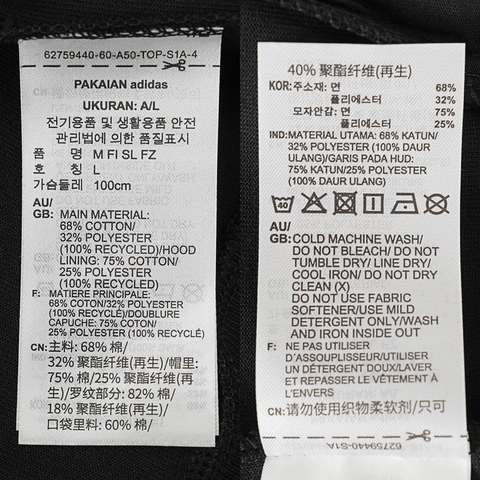 62759440-60-A50-TOP-S1A-4
PAKAIAN adidas
UKURAN: A/L
전기용품 및 생활용품 안전
관리법에 의한 품질표시
품 명 M FI SL FZ
호 칭 L
가슴둘레 100cm
AU/
GB: MAIN MATERIAL:
68% COTTON/
32% POLYESTER
(100% RECYCLED)/HOOD
LINING: 75% COTTON/
25% POLYESTER
(100% RECYCLED)
F: MATIERE PRINCIPALE:
68% COTON/32% POLYESTER
(100% RECYCLÉ)/DOUBLURE
CAPUCHE: 75% COTON/
25% POLYESTER (100% RECYCLÉ)
CN: 主料: 68% 棉/
32% 聚酯纤维(再生)/帽里:
75% 棉/25% 聚酯纤维(再
生)/罗纹部分: 82% 棉/
18% 聚酯纤维(再生)/
口袋里料: 60% 棉/
40% 聚酯纤维(再生)
KOR: 주소재: 면 68%
폴리에스터 32%
모자안감: 면 75%
폴리에스터 25%
IND: MATERIAL UTAMA: 68% KATUN/
32% POLYESTER (100% DAUR
ULANG)/GARIS PADA HUD:
75% KATUN/25% POLYESTER
(100% DAUR ULANG)
40
AU/
GB: COLD MACHINE WASH/
DO NOT BLEACH/ DO NOT
TUMBLE DRY/ LINE DRY/
COOL IRON/ DO NOT DRY
CLEAN (X)
DO NOT USE FABRIC
SOFTENER/USE MILD
DETERGENT ONLY/WASH
AND IRON INSIDE OUT
F: NE PAS UTILISER
D'ASSOUPLISSEUR/UTILISER
UN DÉTERGENT DOUX/LAVER
ET REPASSER LE VÊTEMENT À
L'ENVERS
CN: 请勿使用织物柔软剂/只可
62759440-S1A